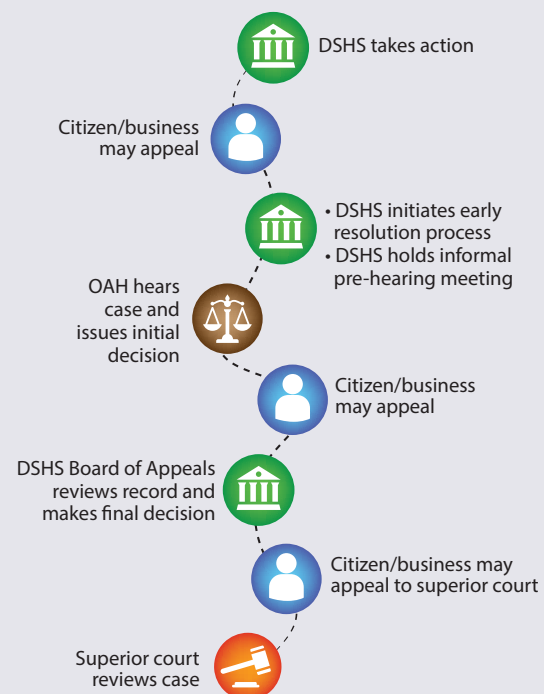 DSHS takes action
Citizen/business
may appeal
• DSHS initiates early
resolution process
• DSHS holds informal
pre-hearing meeting
OAH hears
case and
issues initial
decision
Citizen/business
may appeal
DSHS Board of Appeals
reviews record and
makes final decision
Citizen/business may
appeal to superior court
Superior court
reviews case